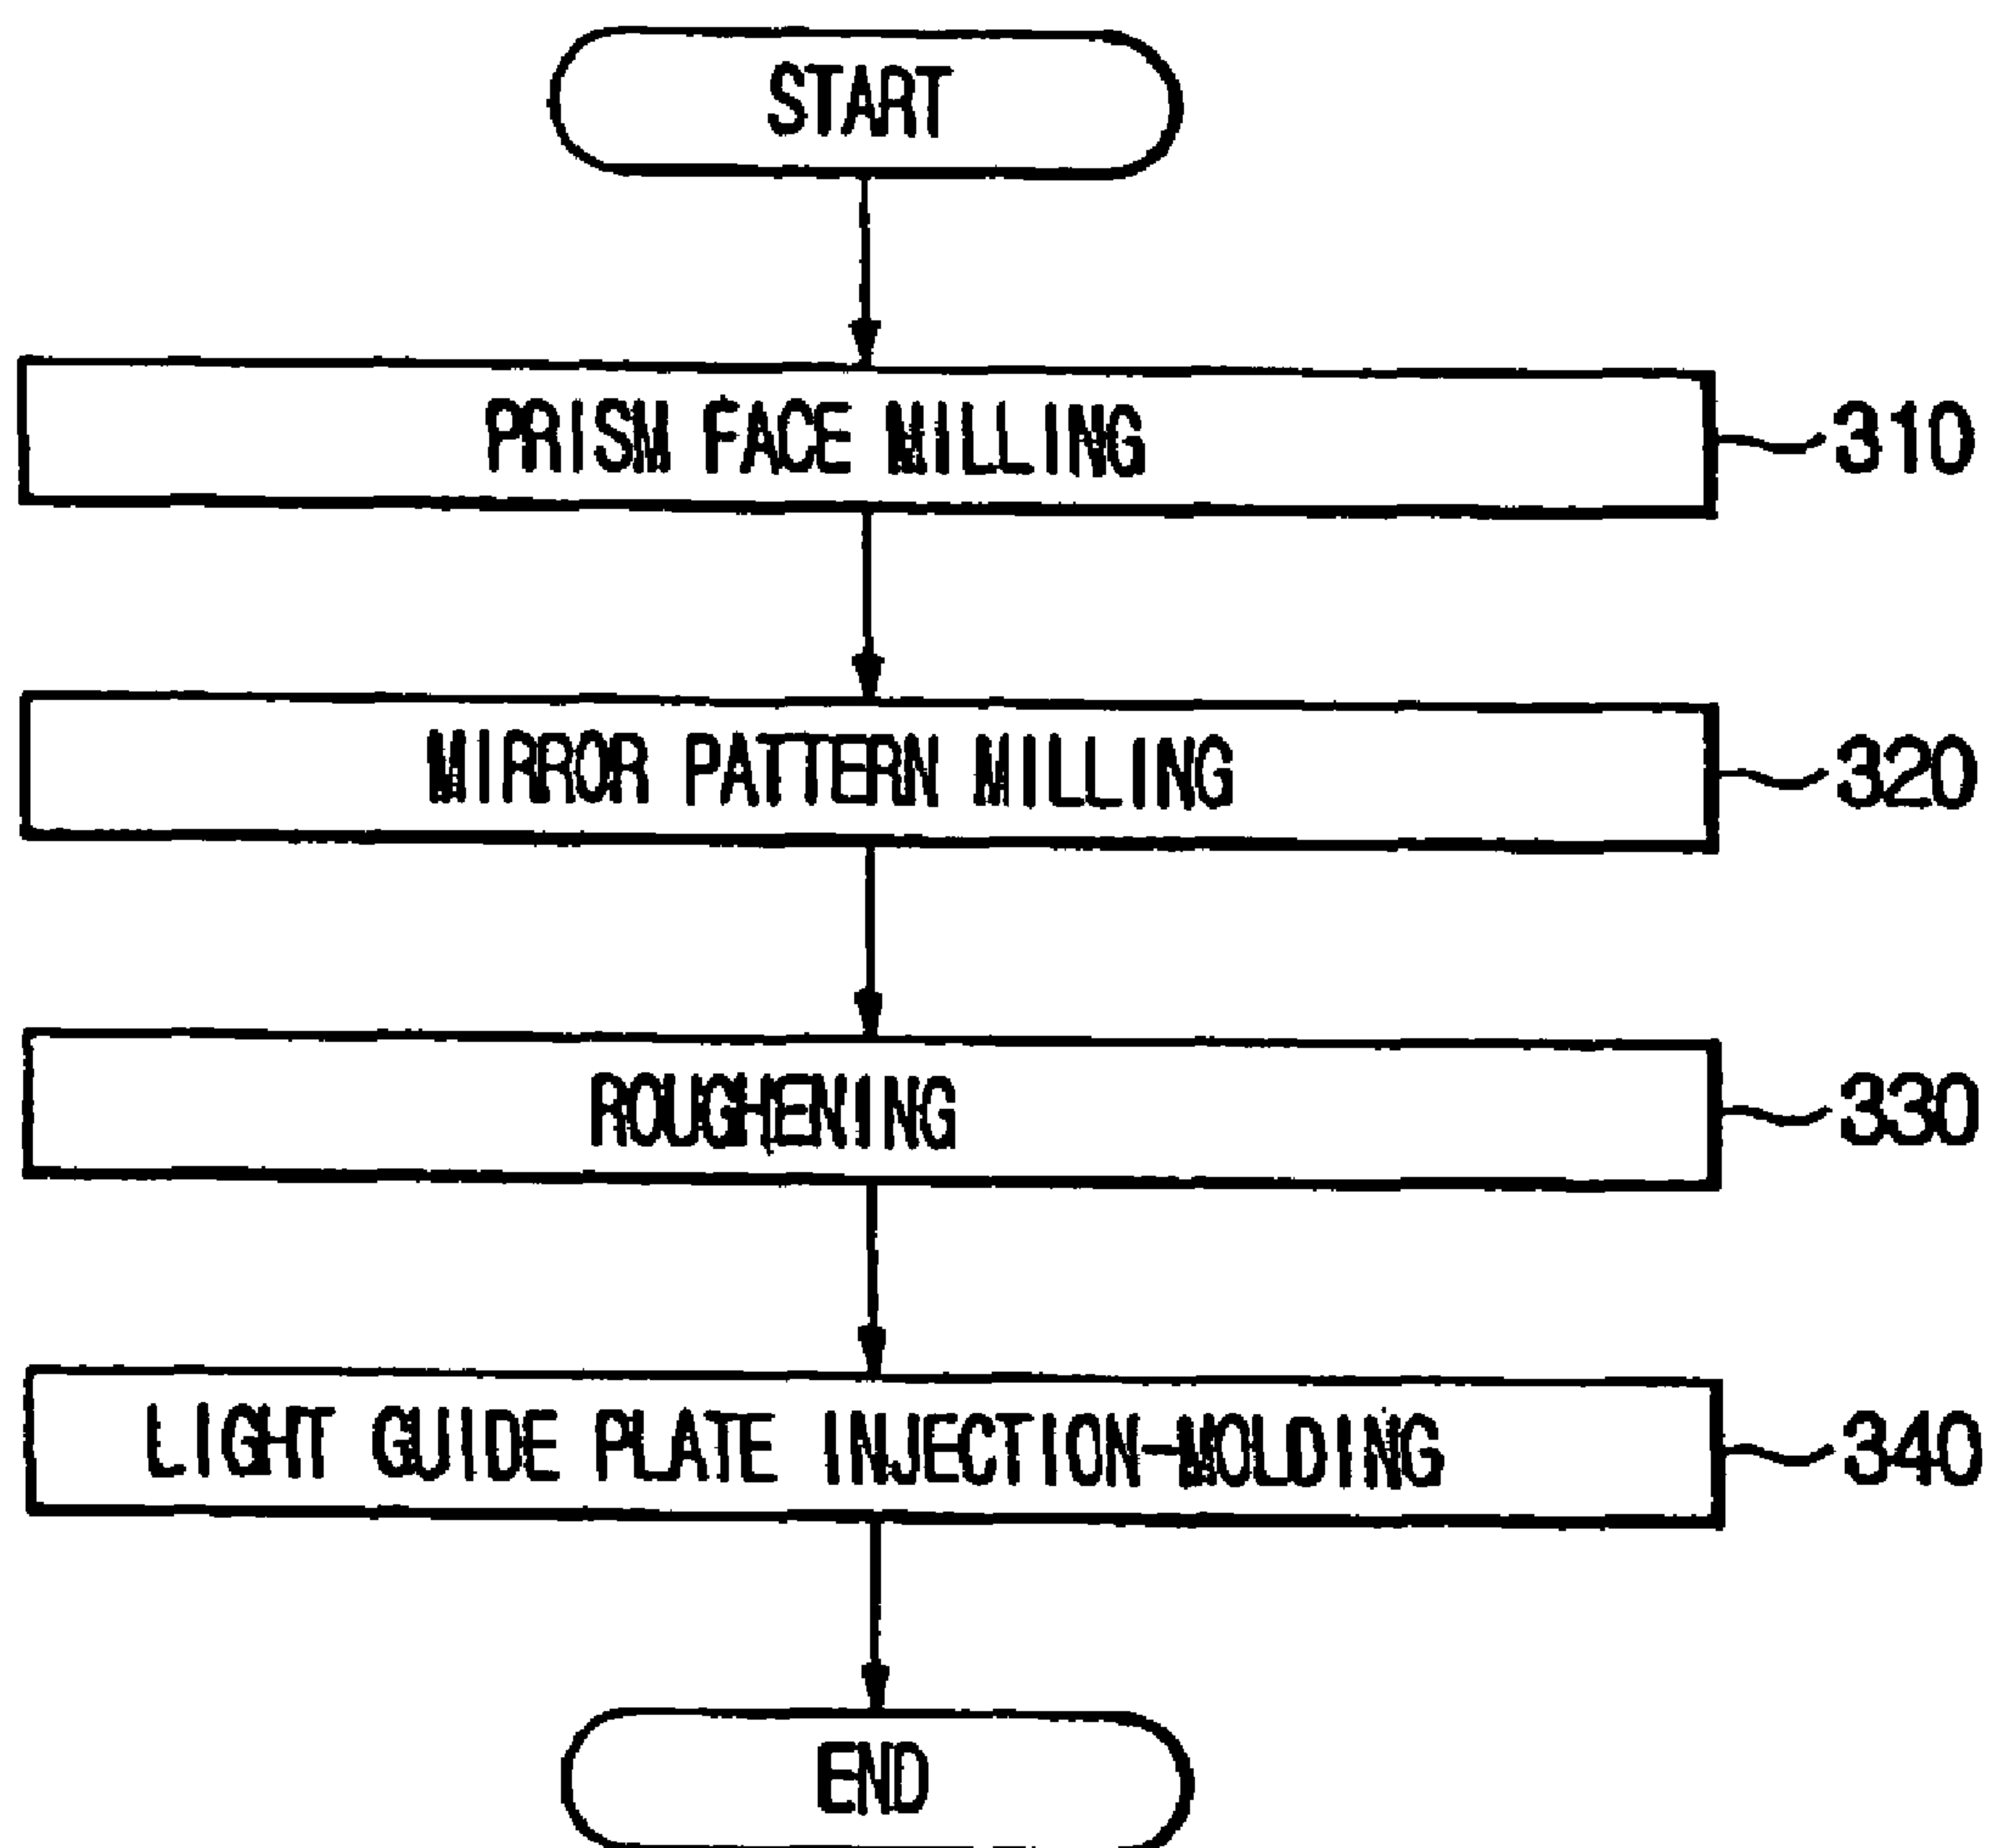 START
PRISM FACE MILLING
310
MIRROR PATTERN MILLING
320
ROUGHENING
330
LIGHT GUIDE PLATE INJECTION-MOLDING
340
END